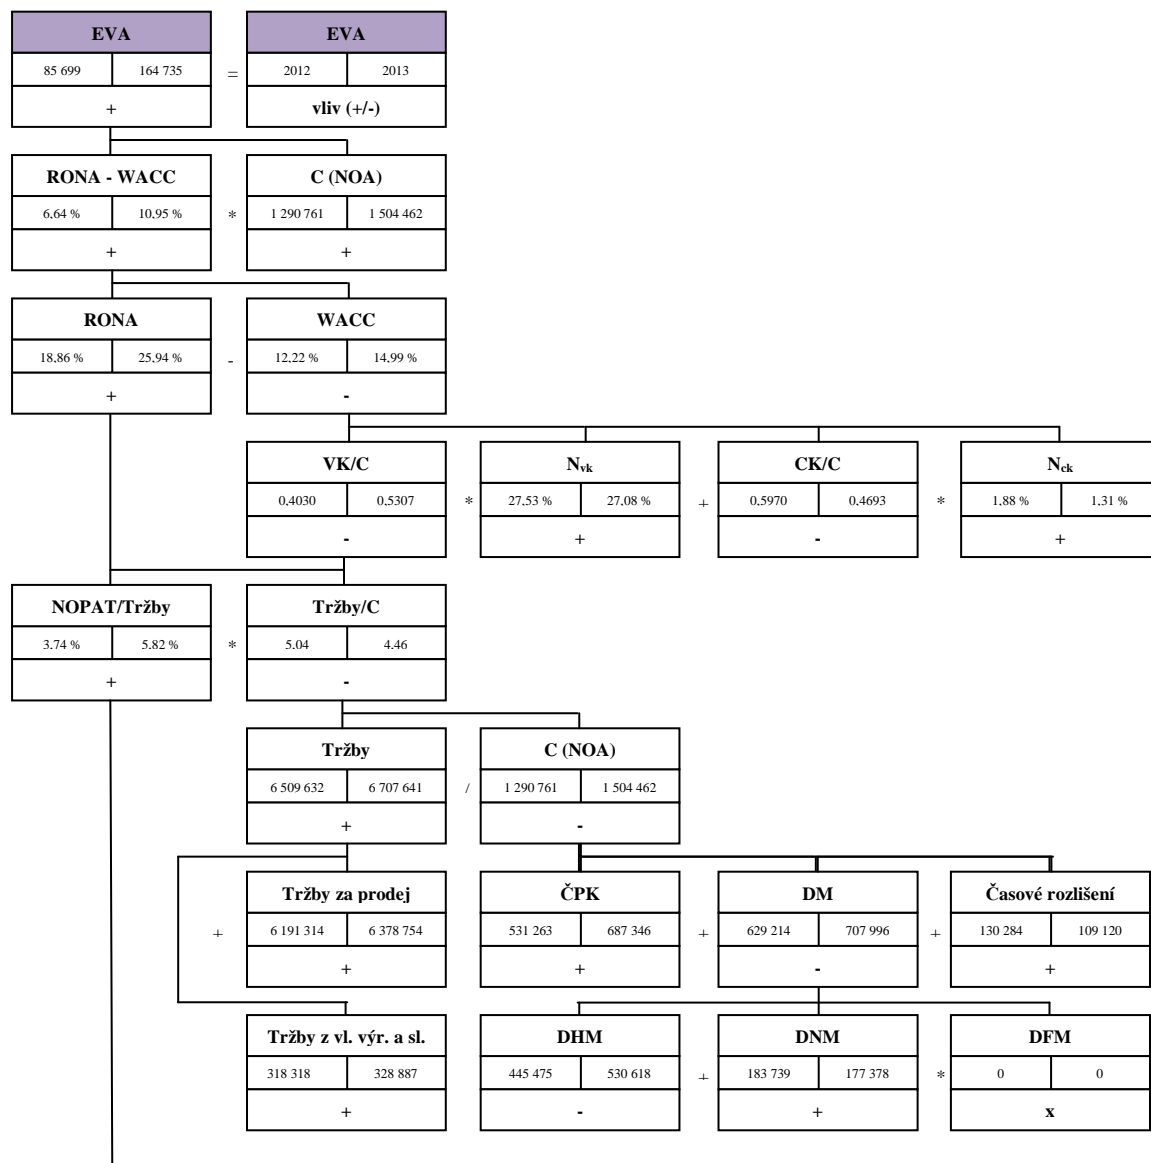 EVA EVA
85 699 164 735 = 2012 2013
+ vliv (+/-)
RONA - WACC C (NOA)
6,64 % 10,95 % * 1 290 761 1 504 462
+ +
RONA WACC
18,86 % 25,94 % - 12,22 % 14,99 %
+ -
VK/C Nvk CK/C Nck
0,4030 0,5307 * 27,53 % 27,08 % + 0,5970 0,4693 * 1,88 % 1,31 %
- + - +
NOPAT/Tržby Tržby/C
3.74 % 5.82 % * 5.04 4.46
+ -
Tržby C (NOA)
6 509 632 6 707 641 / 1 290 761 1 504 462
+ -
Tržby za prodej ČPK DM Časové rozlišení
+ 6 191 314 6 378 754 531 263 687 346 + 629 214 707 996 + 130 284 109 120
+ + - +
Tržby z vl. výr. a sl. DHM DNM DFM
318 318 328 887 445 475 530 618 + 183 739 177 378 * 0 0
+ - + x